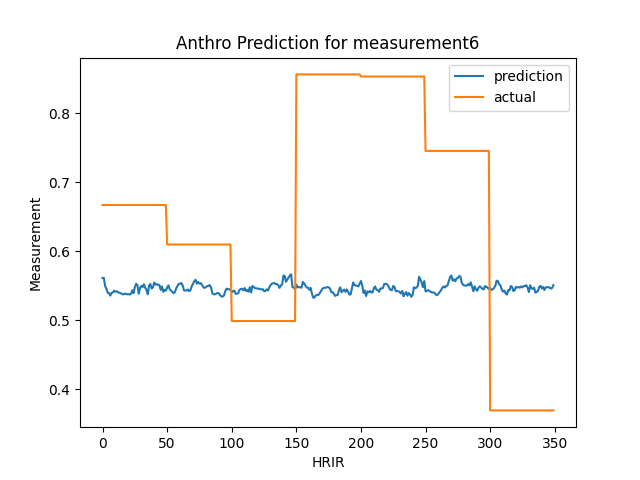 Anthro Prediction for measurement6
prediction
actual
0.8
0.7
0.6
0.5
0.4
Measurement
0 50 100 150 200 250 300 350
HRIR